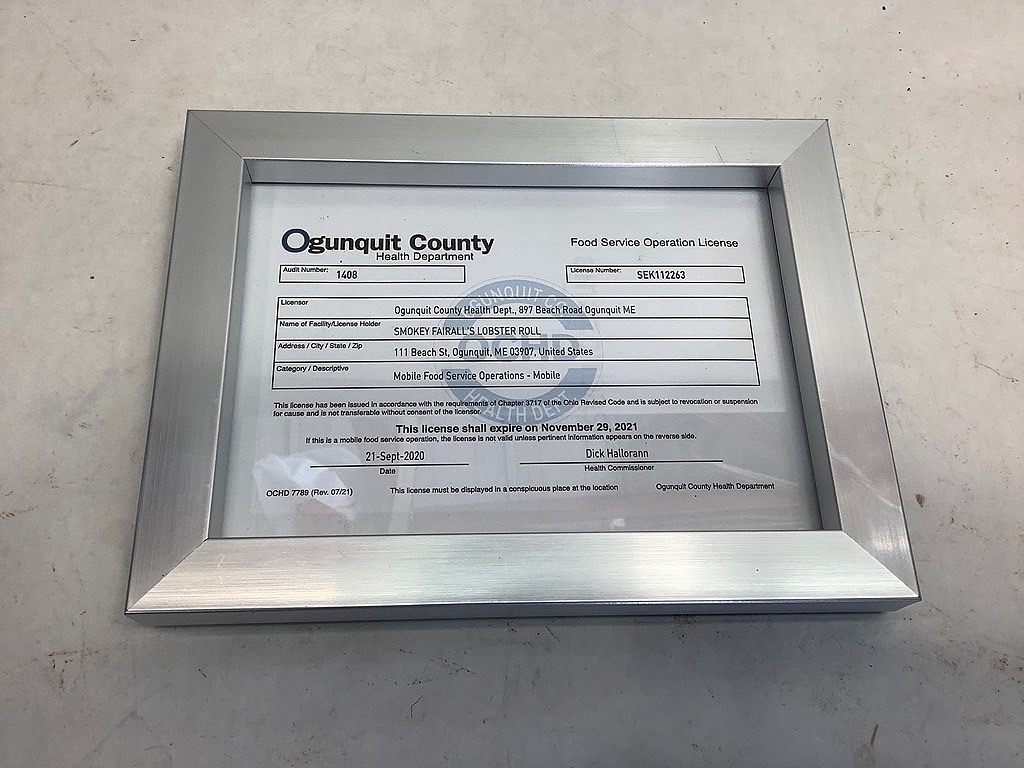 Ogunquit County
Health Department
Food Service Operation License
Audit Number: 1408
License Number: SEK112263
Licensor Ogunquit County Health Dept., 897 Beach Road Ogunquit ME
Name of Facility/License Holder SMOKEY FAIRALL'S LOBSTER ROLL
Address / City / State / Zip 111 Beach St, Ogunquit, ME 03907, United States
Category / Descriptive Mobile Food Service Operations - Mobile
OGUNQUIT CO
OCHD
HEALTH DEP
This license has been issued in accordance with the requirements of Chapter 3717 of the Ohio Revised Code and is subject to revocation or suspension
for cause and is not transferable without consent of the licensor.
This license shall expire on November 29, 2021
If this is a mobile food service operation, the license is not valid unless pertinent information appears on the reverse side.
21-Sept-2020
Dick Hallorann
Date
Health Commissioner
OCHD 7789 (Rev. 07/21)
This license must be displayed in a conspicuous place at the location
Ogunquit County Health Department